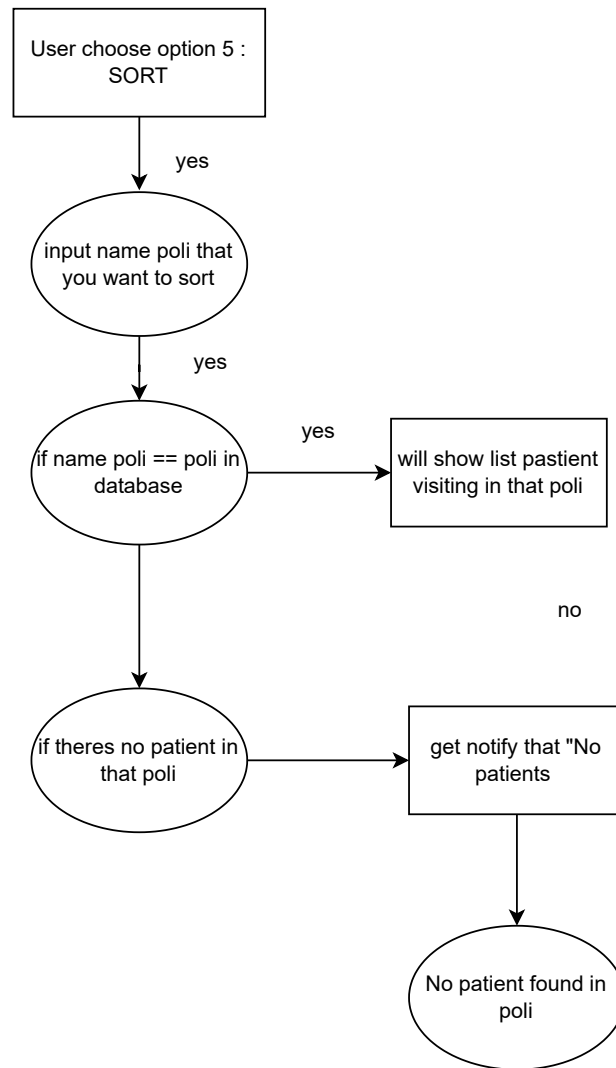 User choose option 5 :
SORT
yes
input name poli that
you want to sort
yes
if name poli == poli in
database
yes
will show list pastient
visiting in that poli
no
if theres no patient in
that poli
get notify that "No
patients
No patient found in
poli